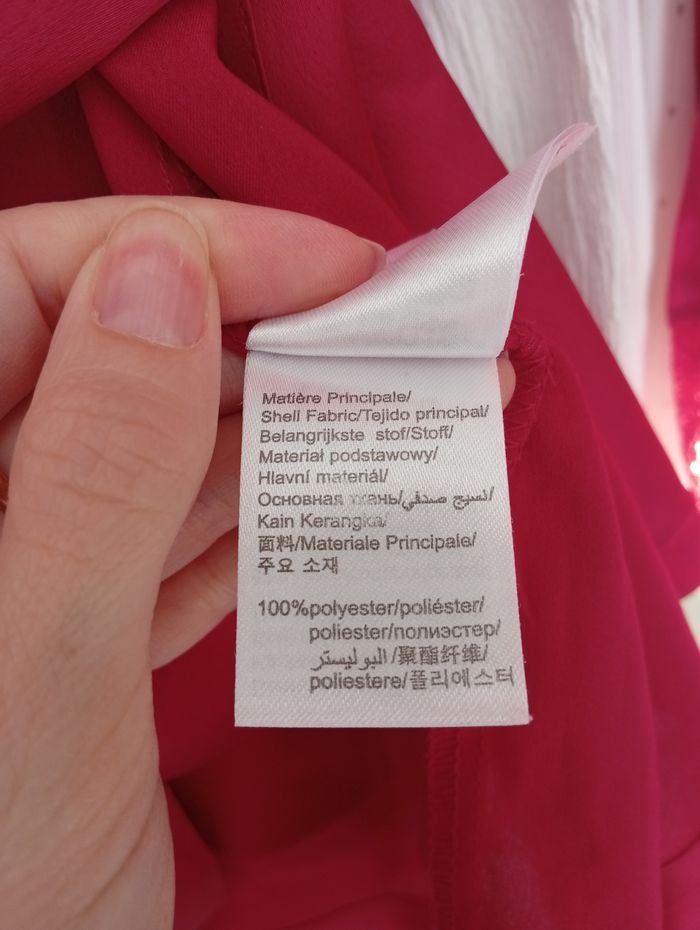 Matière Principale/
Shell Fabric/Tejido principal/
Belangrijkste stof/Stoff/
Materiał podstawowy/
Hlavní materiál/
Основная ткань/نسيج صدفي/
Kain Kerangka/
面料/Materiale Principale/
주요 소재
100%polyester/poliéster/
poliester/полиэстер/
البوليستر/聚酯纤维/
poliestere/폴리에스터